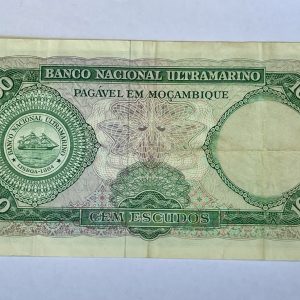 BANCO NACIONAL ULTRAMARINO
PAGÁVEL EM MOÇAMBIQUE
BANCO NACIONAL ULTRAMARINO
LISBOA-1864
CEM ESCUDOS